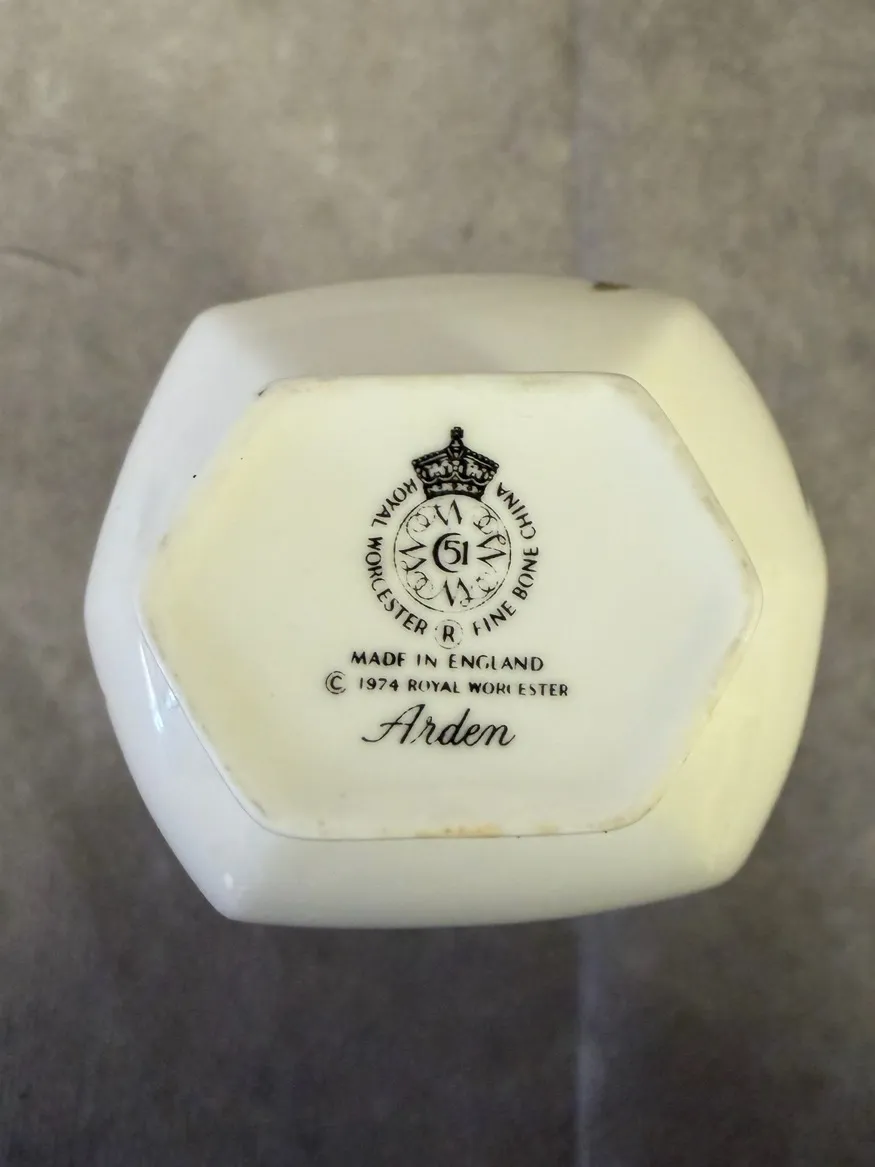 ROYAL WORCESTER
FINE BONE CHINA
51
R
MADE IN ENGLAND
© 1974 ROYAL WORCESTER
Arden